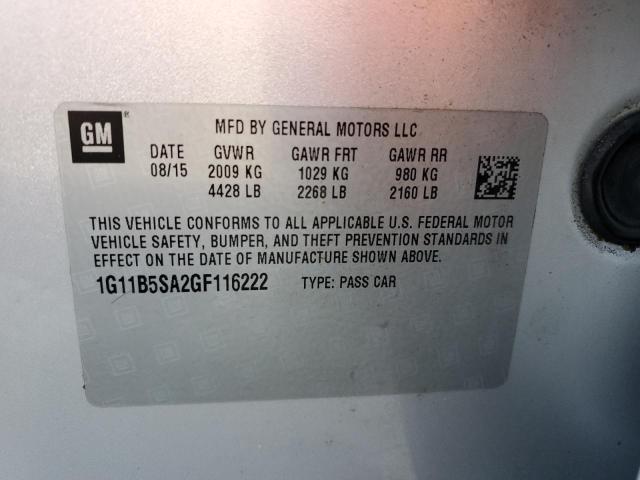 GM ®
MFD BY GENERAL MOTORS LLC
DATE GVWR GAWR FRT GAWR RR
08/15 2009 KG 1029 KG 980 KG
4428 LB 2268 LB 2160 LB
THIS VEHICLE CONFORMS TO ALL APPLICABLE U.S. FEDERAL MOTOR
VEHICLE SAFETY, BUMPER, AND THEFT PREVENTION STANDARDS IN
EFFECT ON THE DATE OF MANUFACTURE SHOWN ABOVE.
1G11B5SA2GF116222 TYPE: PASS CAR